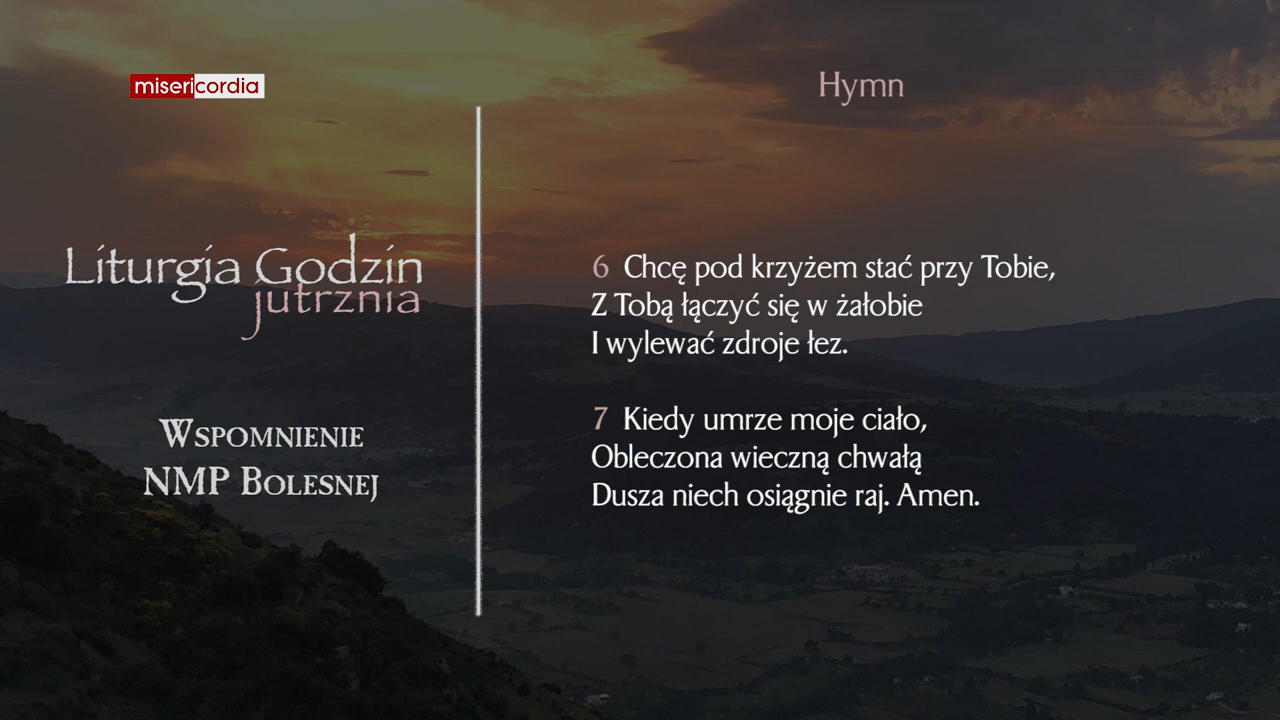 misericordia
Hymn
Liturgia Godzin
jutrznia
Wspomnienie
NMP Bolesnej
6 Chcę pod krzyżem stać przy Tobie,
Z Tobą łączyć się w żałobie
I wylewać zdroje łez.
7 Kiedy umrze moje ciało,
Obleczona wieczną chwałą
Dusza niech osiągnie raj. Amen.